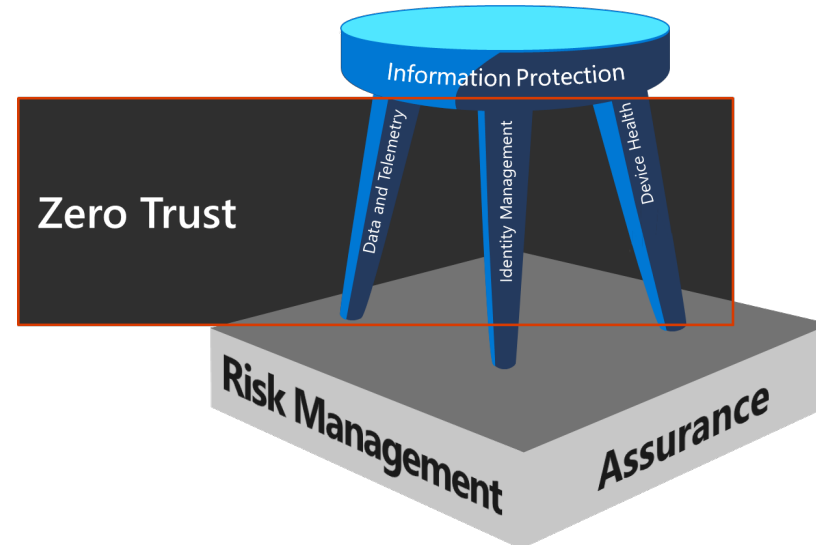 Information Protection
Zero Trust
Data and Telemetry
Identity Management
Device Health
Risk Management
Assurance